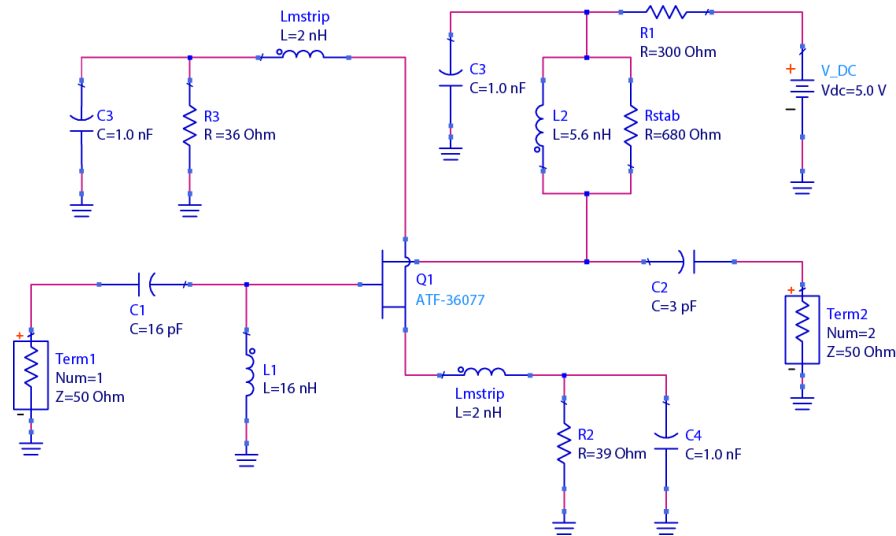 Lmstrip
L=2 nH
C3
C=1.0 nF
R3
R =36 Ohm
C3
C=1.0 nF
R1
R=300 Ohm
+
V_DC
Vdc=5.0 V
-
L2
L=5.6 nH
Rstab
R=680 Ohm
Q1
ATF-36077
C1
C=16 pF
C2
C=3 pF
+
Term1
Num=1
Z=50 Ohm
-
L1
L=16 nH
+
Term2
Num=2
Z=50 Ohm
-
Lmstrip
L=2 nH
R2
R=39 Ohm
C4
C=1.0 nF